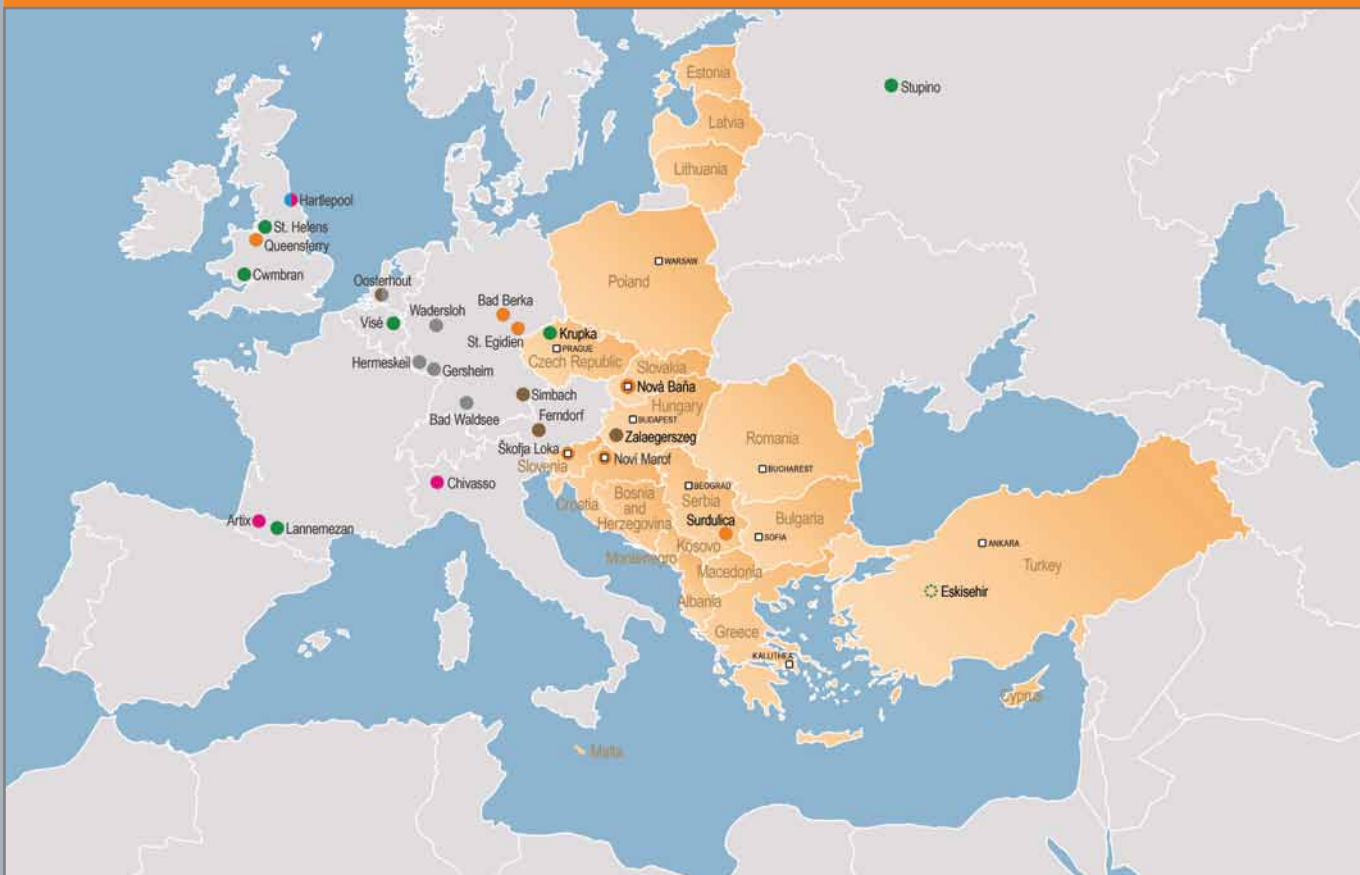 Estonia
Stupino
Latvia
Lithuania
Hartlepool
St. Helens
Queensferry
Cwmbran
WARSAW
Poland
Oosterhout
Bad Berka
Wadersloh
Visé
St. Egidien
Krupka
PRAGUE
Czech Republic
Hermeskeil
Gersheim
Slovakia
Nová Baňa
Simbach
Hungary
Bad Waldsee
Ferndorf
BUDAPEST
Zalaegerszeg
Romania
Škofja Loka
Novi Marof
Slovenia
BUCHAREST
Chivasso
BEOGRAD
Bosnia
and
Herzegovina
Serbia
Croatia
Artix
Lannemezan
Surdulica
Bulgaria
SOFIA
Kosovo
ANKARA
Montenegro
Macedonia
Turkey
Eskisehir
Albania
Greece
KALLITHEA
Cyprus
Malta